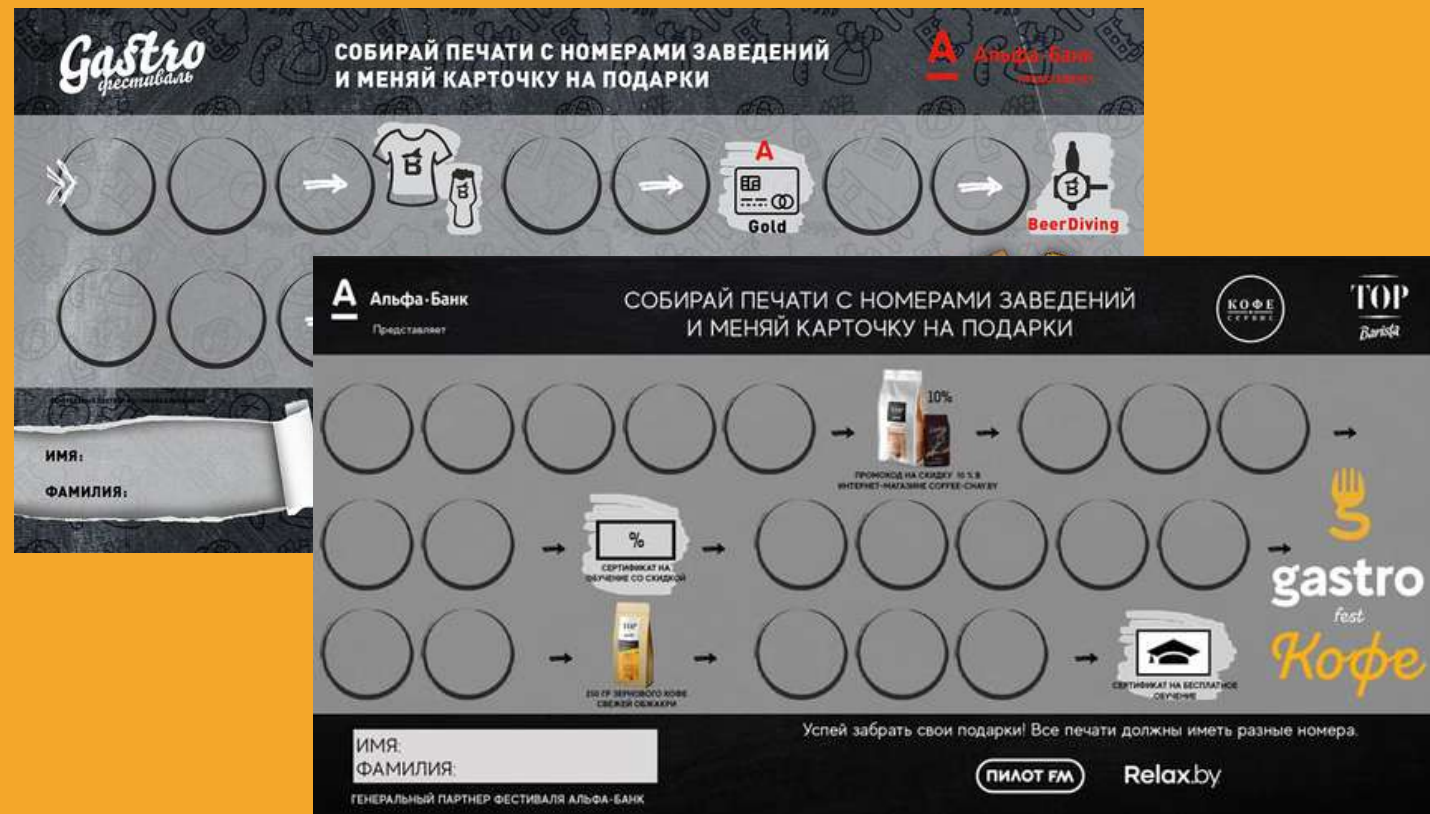 Gastro
фестиваль
СОБИРАЙ ПЕЧАТИ С НОМЕРАМИ ЗАВЕДЕНИЙ
И МЕНЯЙ КАРТОЧКУ НА ПОДАРКИ
А Альфа-Банк
Б
Б
А
Gold
Б
BeerDiving
ИМЯ:
ФАМИЛИЯ:
А Альфа·Банк
Представляет
СОБИРАЙ ПЕЧАТИ С НОМЕРАМИ ЗАВЕДЕНИЙ
И МЕНЯЙ КАРТОЧКУ НА ПОДАРКИ
КОФЕ
СЕРВИС
TOP
Barista
10%
TOP
ПРОМОКОД НА СКИДКУ 10 % В
ИНТЕРНЕТ-МАГАЗИНЕ COFFEE-CHAY.BY
%
СЕРТИФИКАТ НА
ОБУЧЕНИЕ СО СКИДКОЙ
TOP
250 ГР ЗЕРНОВОГО КОФЕ
СВЕЖЕЙ ОБЖАКРИ
СЕРТИФИКАТ НА БЕСПЛАТНОЕ
ОБУЧЕНИЕ
gastro
fest
Кофе
ИМЯ:
ФАМИЛИЯ:
ГЕНЕРАЛЬНЫЙ ПАРТНЕР ФЕСТИВАЛЯ АЛЬФА-БАНК
Успей забрать свои подарки! Все печати должны иметь разные номера.
ПИЛОТ FM
Relax.by